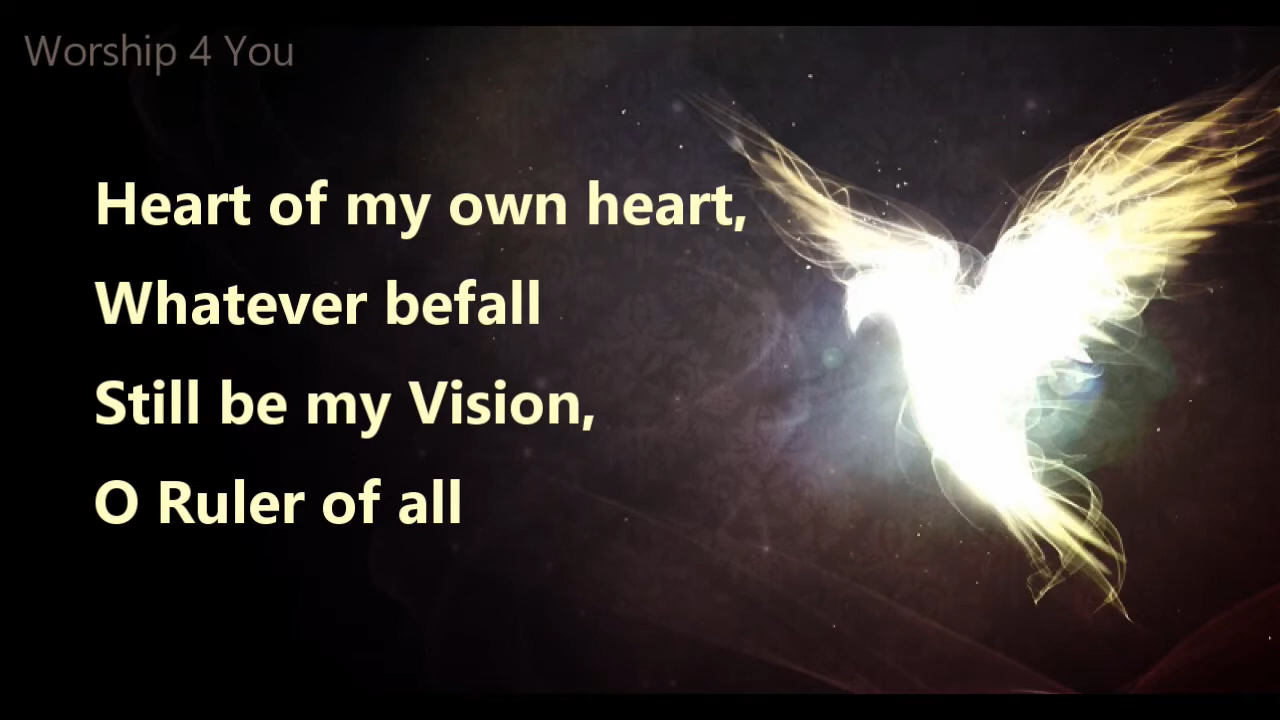 Worship 4 You
Heart of my own heart,
Whatever befall
Still be my Vision,
O Ruler of all